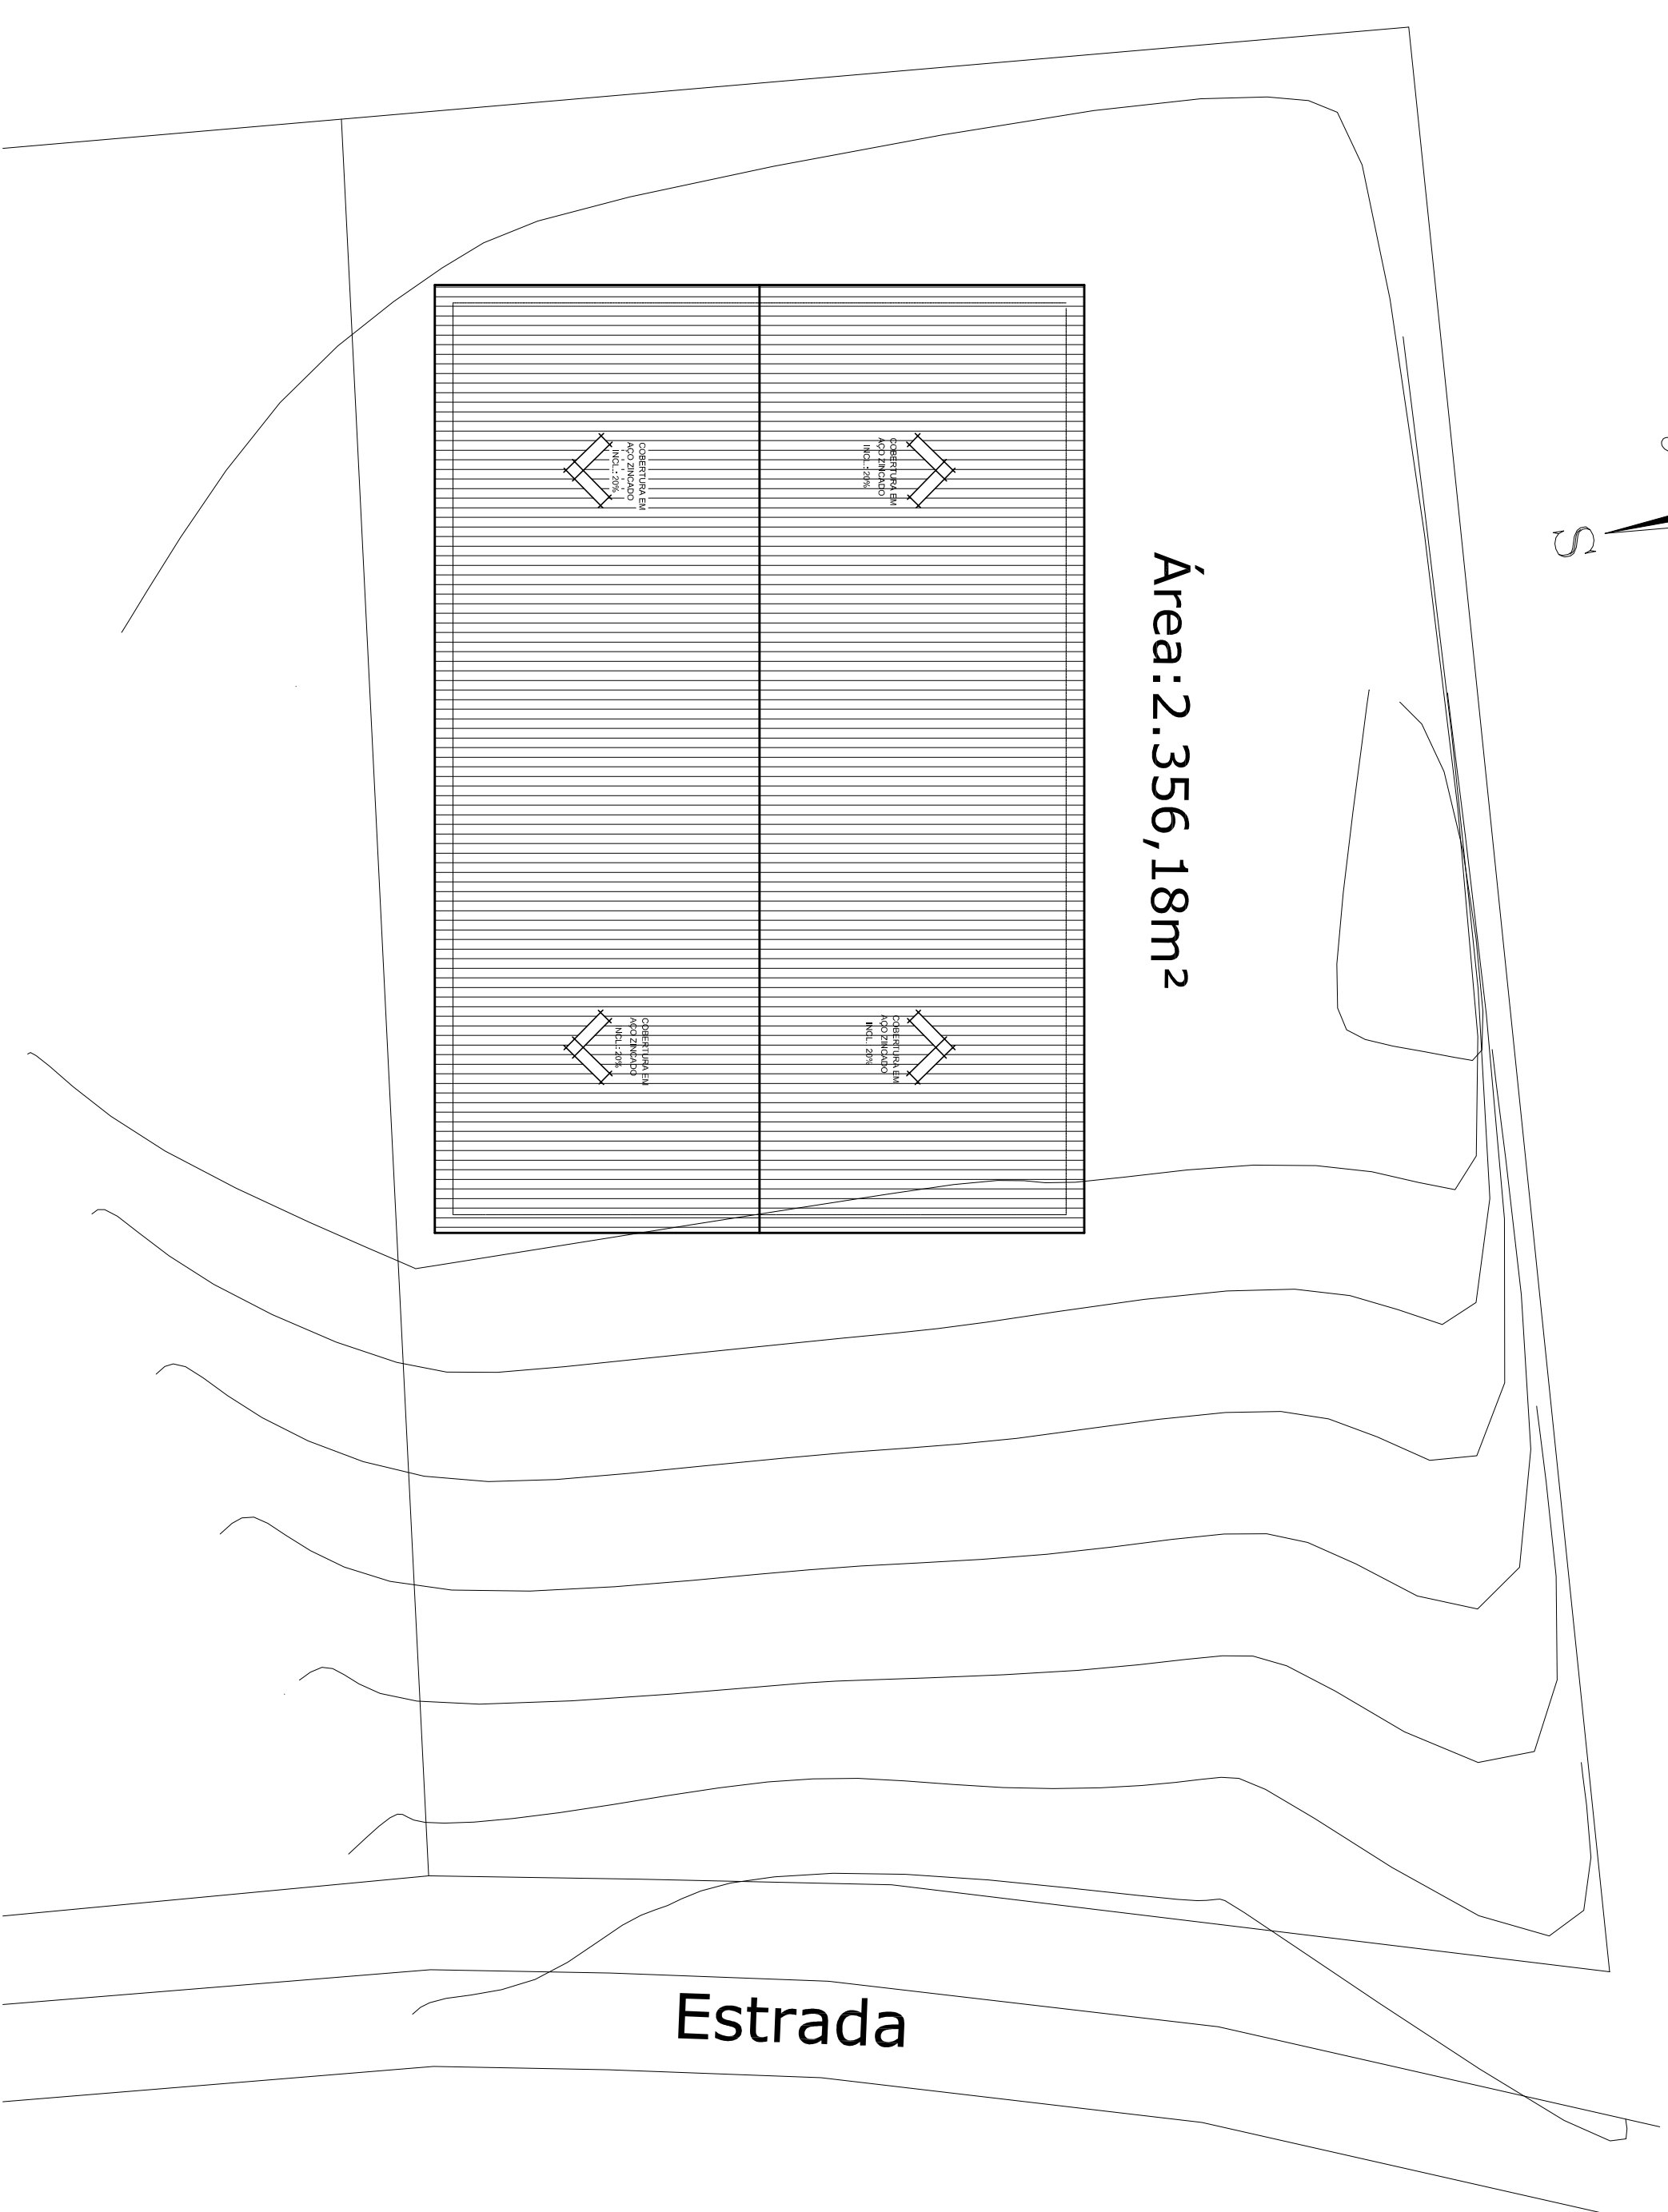 COBERTURA EM
AÇO ZINCADO
INCL.: 20%
COBERTURA EM
AÇO ZINCADO
INCL.: 20%
Área:2.356,18m²
S
COBERTURA EM
AÇO ZINCADO
INCL.: 20%
COBERTURA EM
AÇO ZINCADO
INCL.: 20%
Estrada